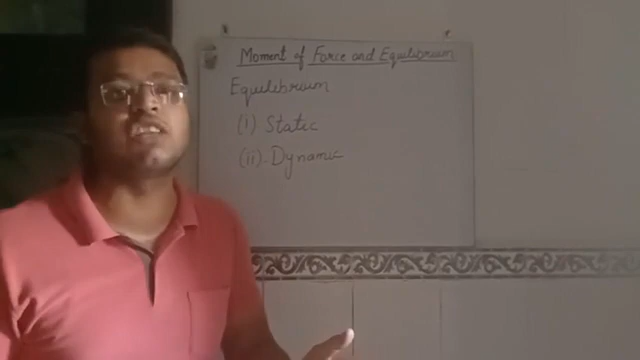 Moment of Force and Equilibrium
Equilibrium
(i) Static
(ii) Dynamic